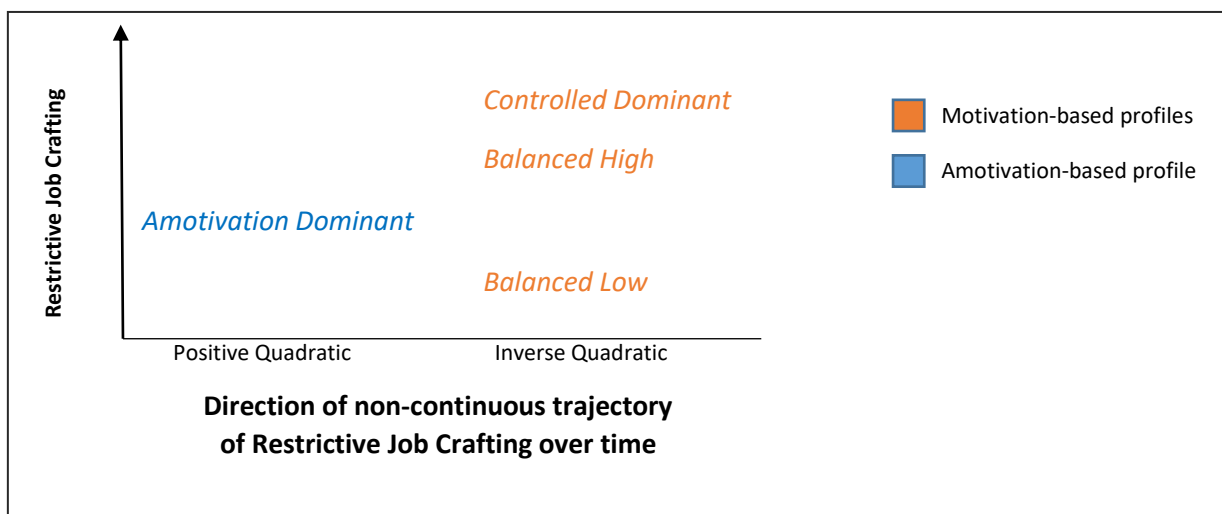 Restrictive Job Crafting
Controlled Dominant
Balanced High
Amotivation Dominant
Balanced Low
Positive Quadratic
Inverse Quadratic
Direction of non-continuous trajectory
of Restrictive Job Crafting over time
Motivation-based profiles
Amotivation-based profile